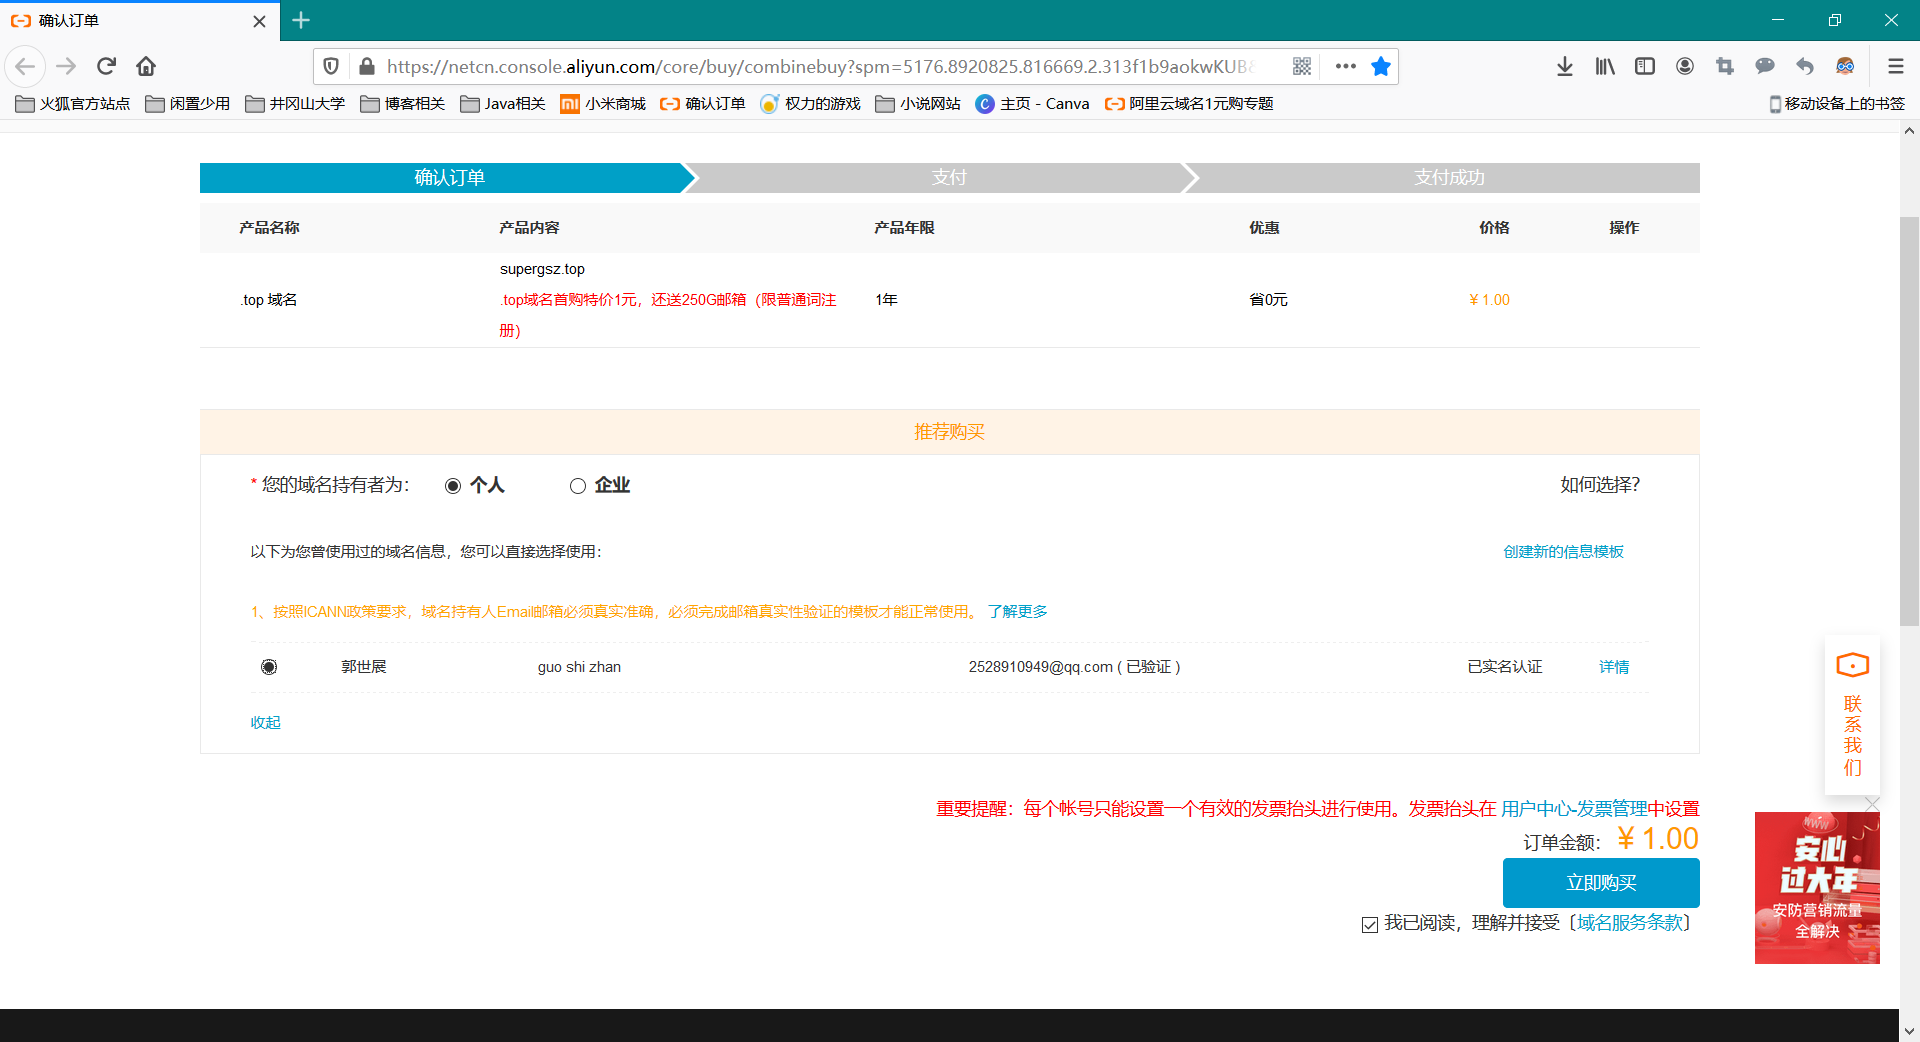 确认订单
https://netcn.console.aliyun.com/core/buy/combinebuy?spm=5176.8920825.816669.2.313f1b9aokwKUB
火狐官方站点 闲置少用 井冈山大学 博客相关 Java相关 小米商城 确认订单 权力的游戏 小说网站 主页 - Canva 阿里云域名1元购专题 移动设备上的书签
确认订单 支付 支付成功
产品名称 产品内容 产品年限 优惠 价格 操作
supergsz.top
.top 域名 .top域名首购特价1元，还送250G邮箱（限普通词注 1年 省0元 ¥ 1.00
册）
推荐购买
* 您的域名持有者为： 个人 企业 如何选择?
以下为您曾使用过的域名信息，您可以直接选择使用： 创建新的信息模板
1、按照ICANN政策要求，域名持有人Email邮箱必须真实准确，必须完成邮箱真实性验证的模板才能正常使用。 了解更多
郭世展 guo shi zhan 2528910949@qq.com ( 已验证 ) 已实名认证 详情
收起
联系我们
重要提醒：每个帐号只能设置一个有效的发票抬头进行使用。发票抬头在 用户中心-发票管理中设置
订单金额： ¥ 1.00
立即购买
我已阅读，理解并接受〔域名服务条款〕
www
安心
过大年
安防营销流量
全解决